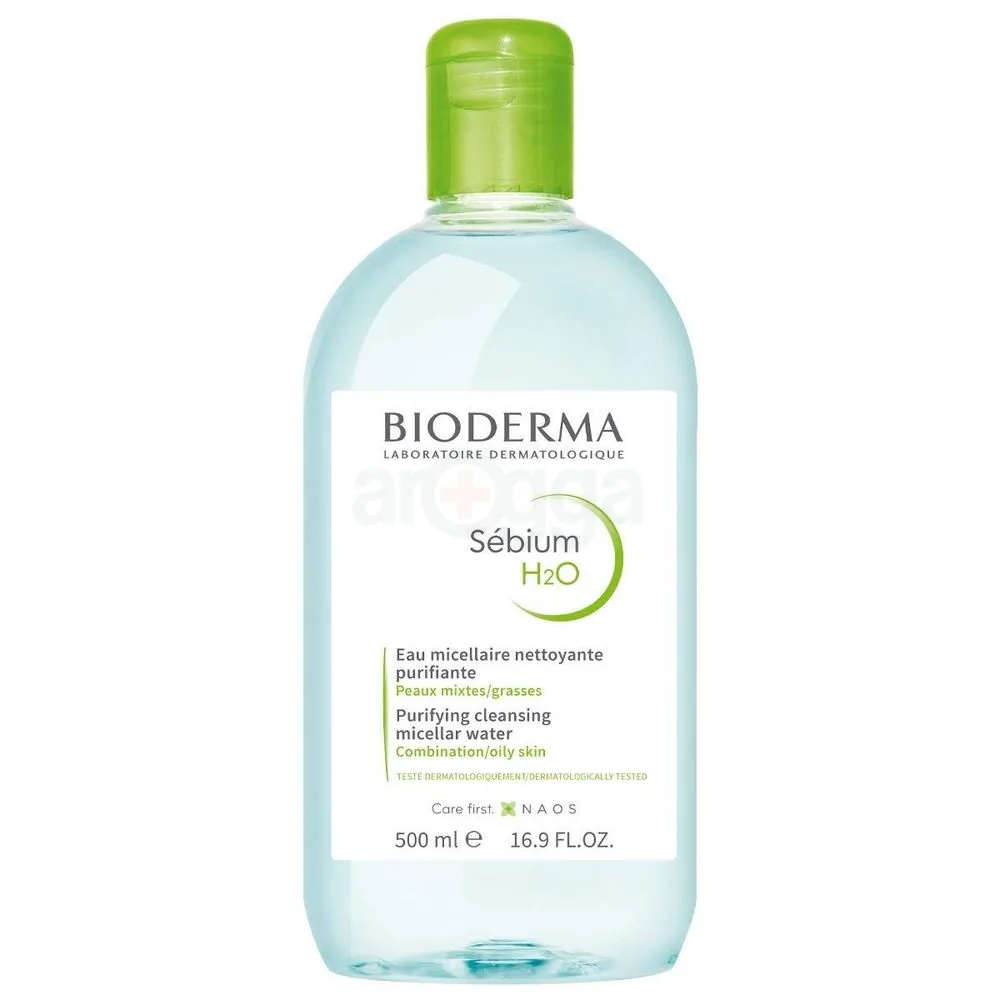 BIODERMA
LABORATOIRE DERMATOLOGIQUE
arogga
Sébium
H2O
Eau micellaire nettoyante
purifiante
Peaux mixtes/grasses
Purifying cleansing
micellar water
Combination/oily skin
TESTÉ DERMATOLOGIQUEMENT/DERMATOLOGICALLY TESTED
Care first. NAOS
500 ml ℮ 16.9 FL.OZ.